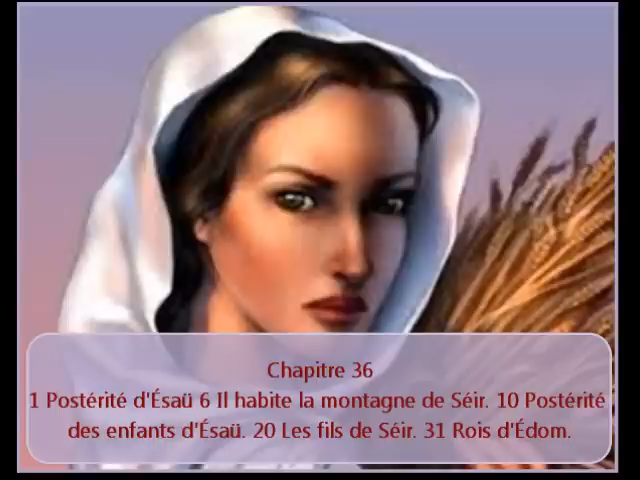 Chapitre 36
1 Postérité d'Ésaü 6 Il habite la montagne de Séir. 10 Postérité
des enfants d'Ésaü. 20 Les fils de Séir. 31 Rois d'Édom.